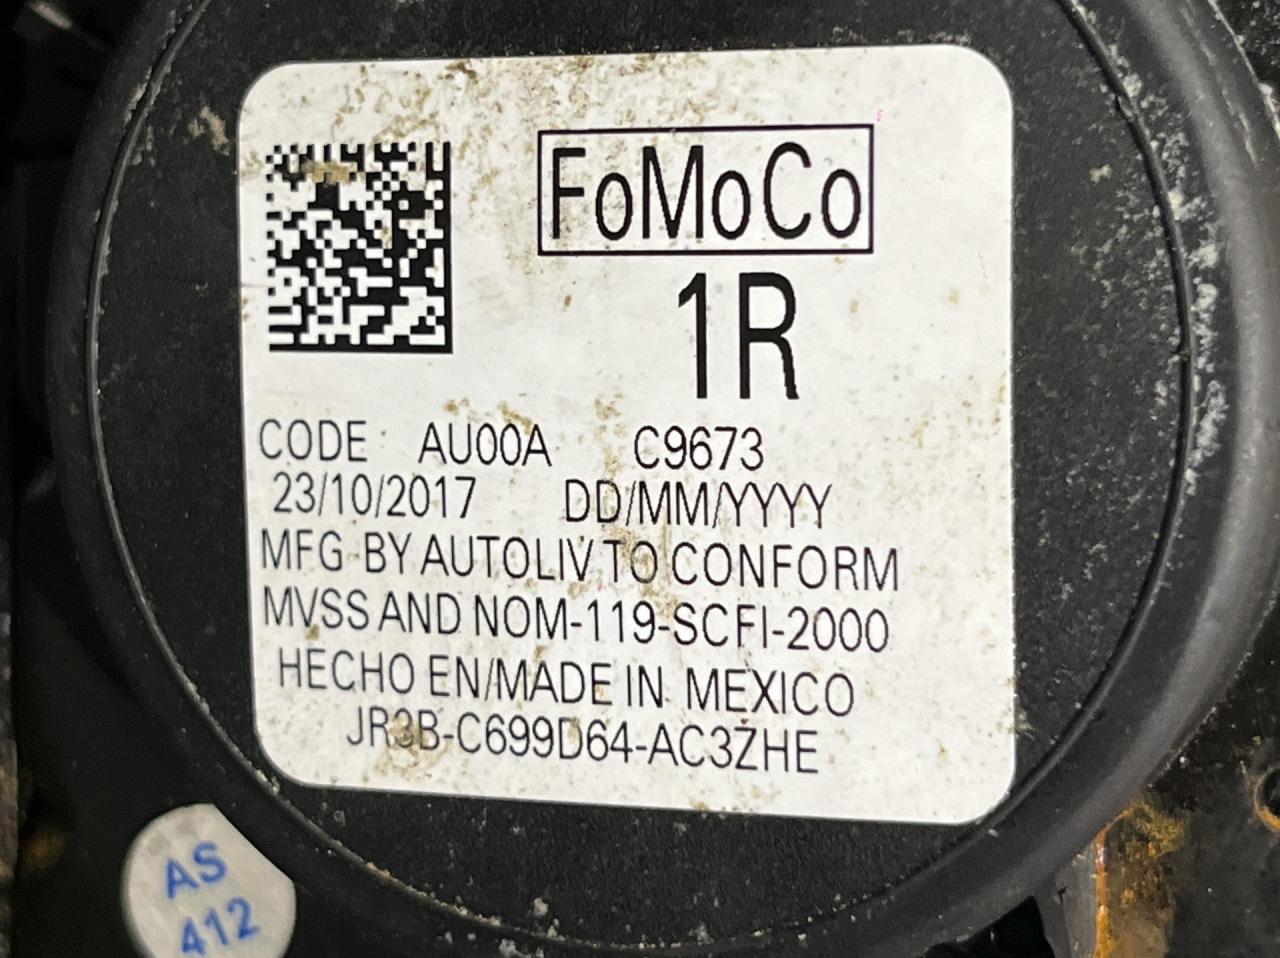 FoMoCo
1R
CODE AU00A C9673
23/10/2017 DD/MM/YYYY
MFG BY AUTOLIV TO CONFORM
MVSS AND NOM-119-SCFI-2000
HECHO EN/MADE IN MEXICO
JR3B-C699D64-AC3ZHE
AS
412